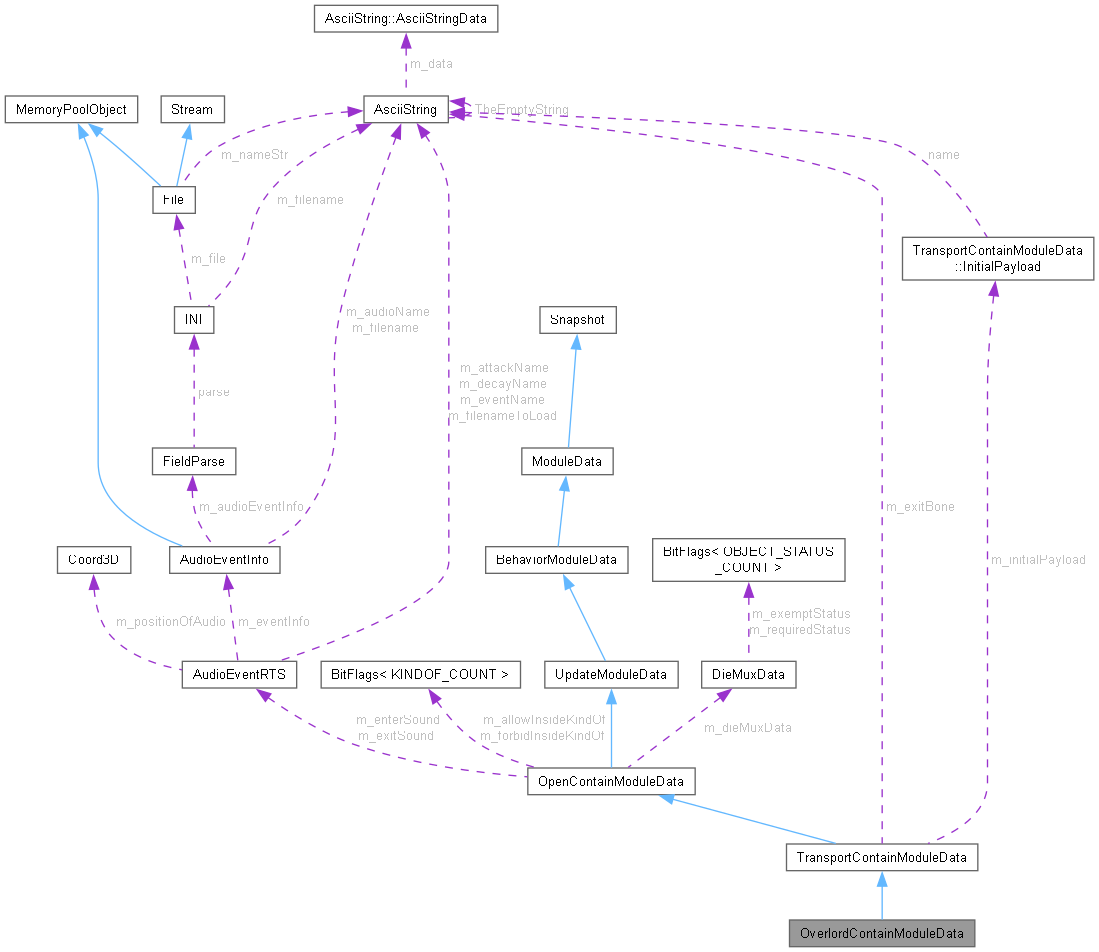 AsciiString::AsciiStringData
m_data
MemoryPoolObject
Stream
AsciiString
TheEmptyString
m_nameStr
name
File
m_filename
TransportContainModuleData
::InitialPayload
m_file
INI
m_audioName
m_filename
Snapshot
m_attackName
m_decayName
m_eventName
m_filenameToLoad
parse
FieldParse
ModuleData
m_audioEventInfo
m_exitBone
Coord3D
AudioEventInfo
BehaviorModuleData
BitFlags< OBJECT_STATUS
_COUNT >
m_initialPayload
m_positionOfAudio
m_eventInfo
m_exemptStatus
m_requiredStatus
AudioEventRTS
BitFlags< KINDOF_COUNT >
UpdateModuleData
DieMuxData
m_enterSound
m_exitSound
m_allowInsideKindOf
m_forbidInsideKindOf
m_dieMuxData
OpenContainModuleData
TransportContainModuleData
OverlordContainModuleData